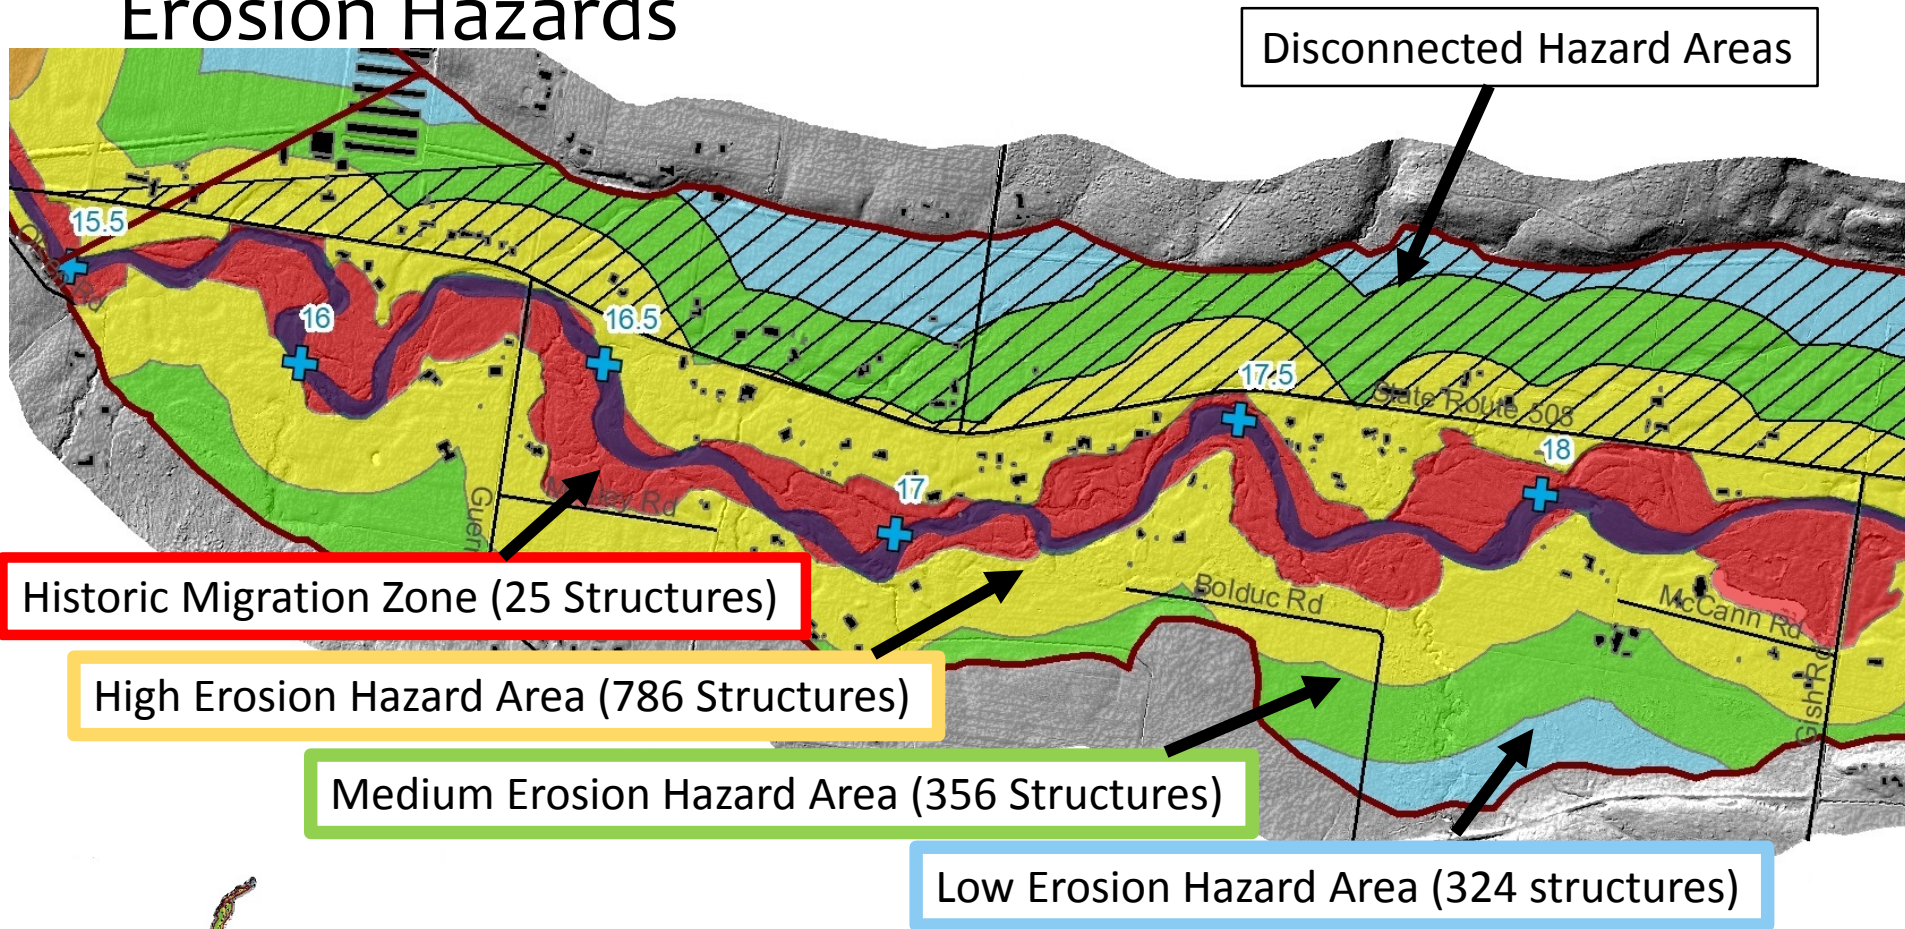 Erosion Hazards
Disconnected Hazard Areas
15.5
16
16.5
17.5
State Route 508
18
17
Historic Migration Zone (25 Structures)
Bolduc Rd
McCann Rd
Gish Rd
High Erosion Hazard Area (786 Structures)
Medium Erosion Hazard Area (356 Structures)
Low Erosion Hazard Area (324 structures)